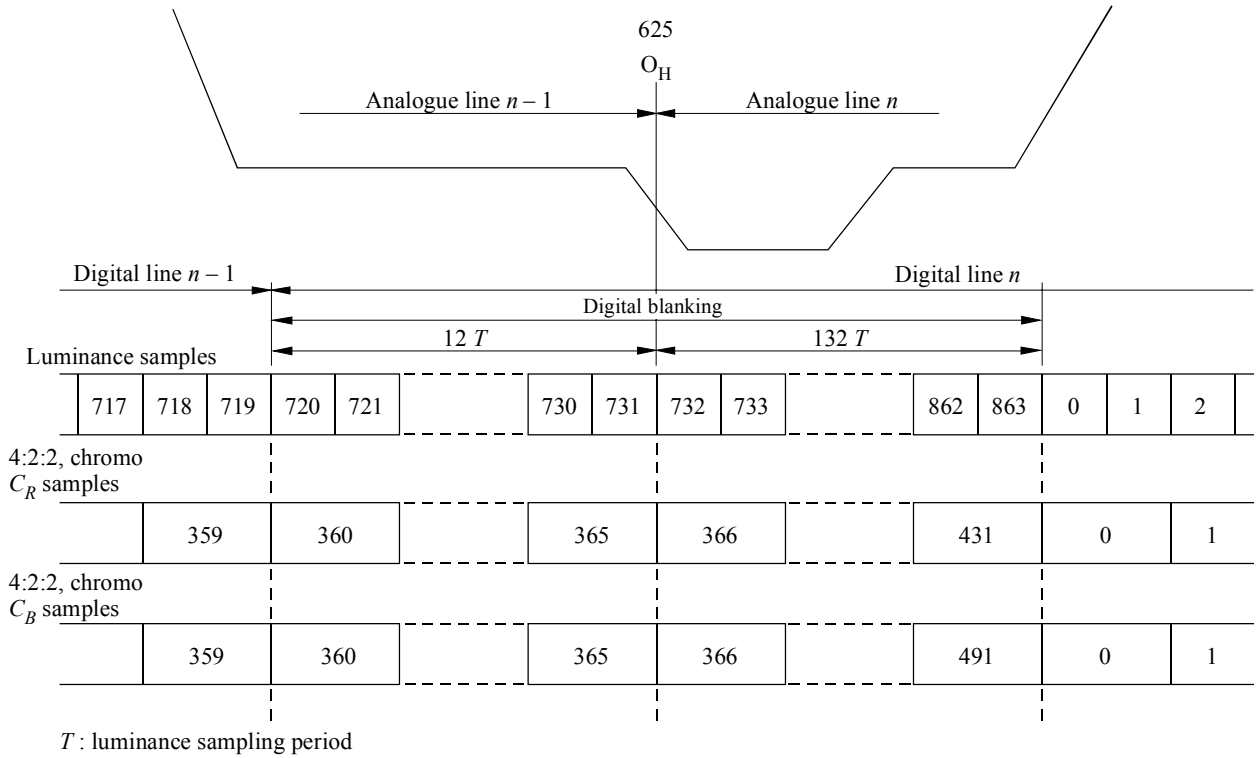 625
O_H
Analogue line n – 1
Analogue line n
Digital line n – 1
Digital line n
Digital blanking
12 T
132 T
Luminance samples
717 718 719 720 721 730 731 732 733 862 863 0 1 2
4:2:2, chromo
C_R samples
359 360 365 366 431 0 1
4:2:2, chromo
C_B samples
359 360 365 366 491 0 1
T : luminance sampling period